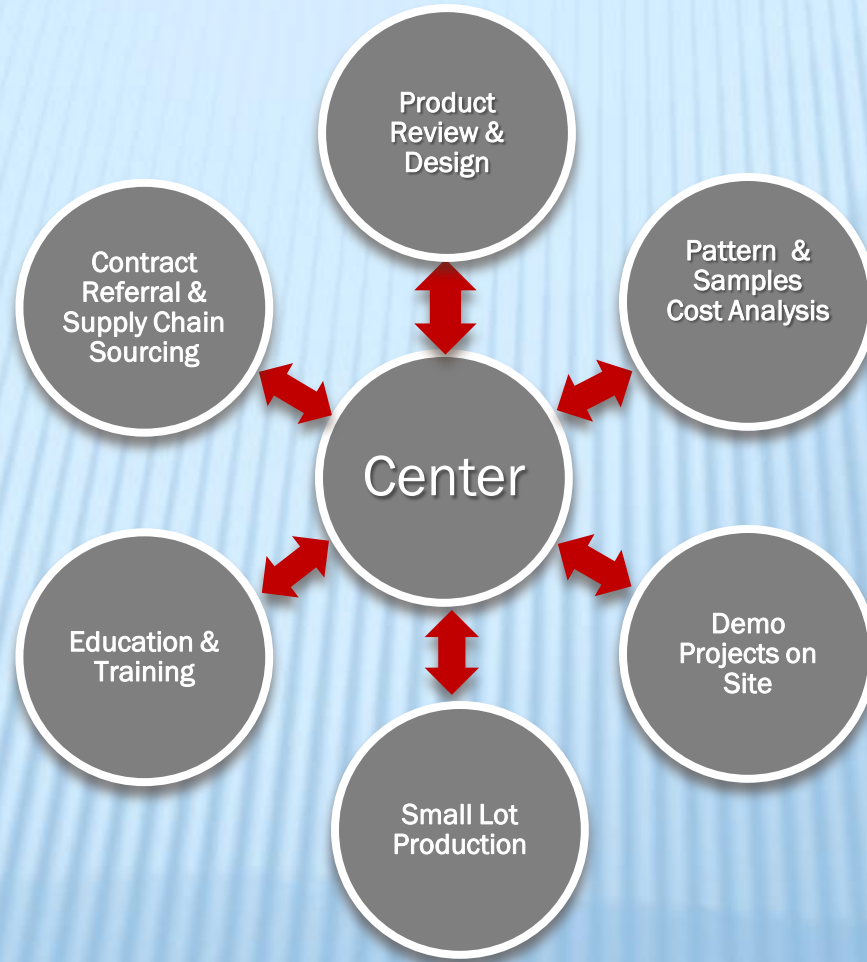 Product
Review &
Design
Contract
Referral &
Supply Chain
Sourcing
Pattern &
Samples
Cost Analysis
Center
Education &
Training
Demo
Projects on
Site
Small Lot
Production